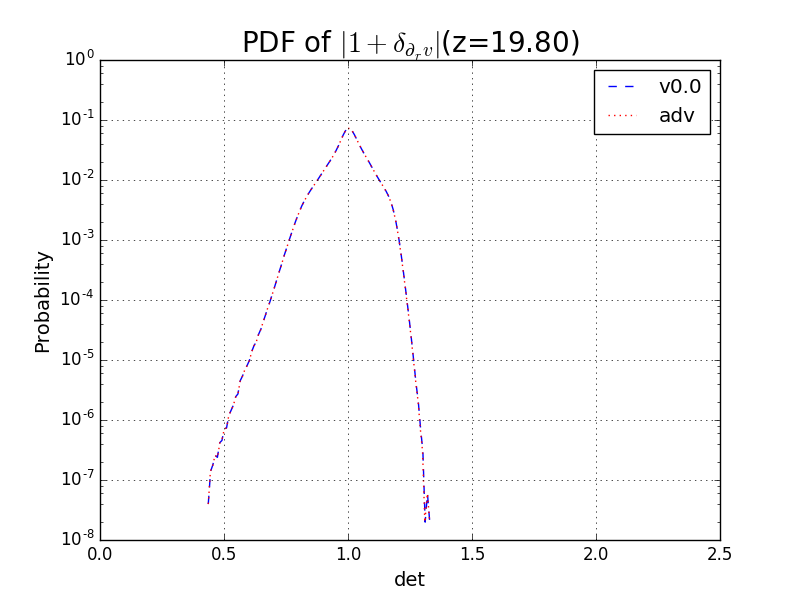 PDF of $|1 + \delta_{\partial_r v}|$(z=19.80)
10^0
10^-1
10^-2
10^-3
10^-4
10^-5
10^-6
10^-7
10^-8
Probability
v0.0
adv
0.0 0.5 1.0 1.5 2.0 2.5
det